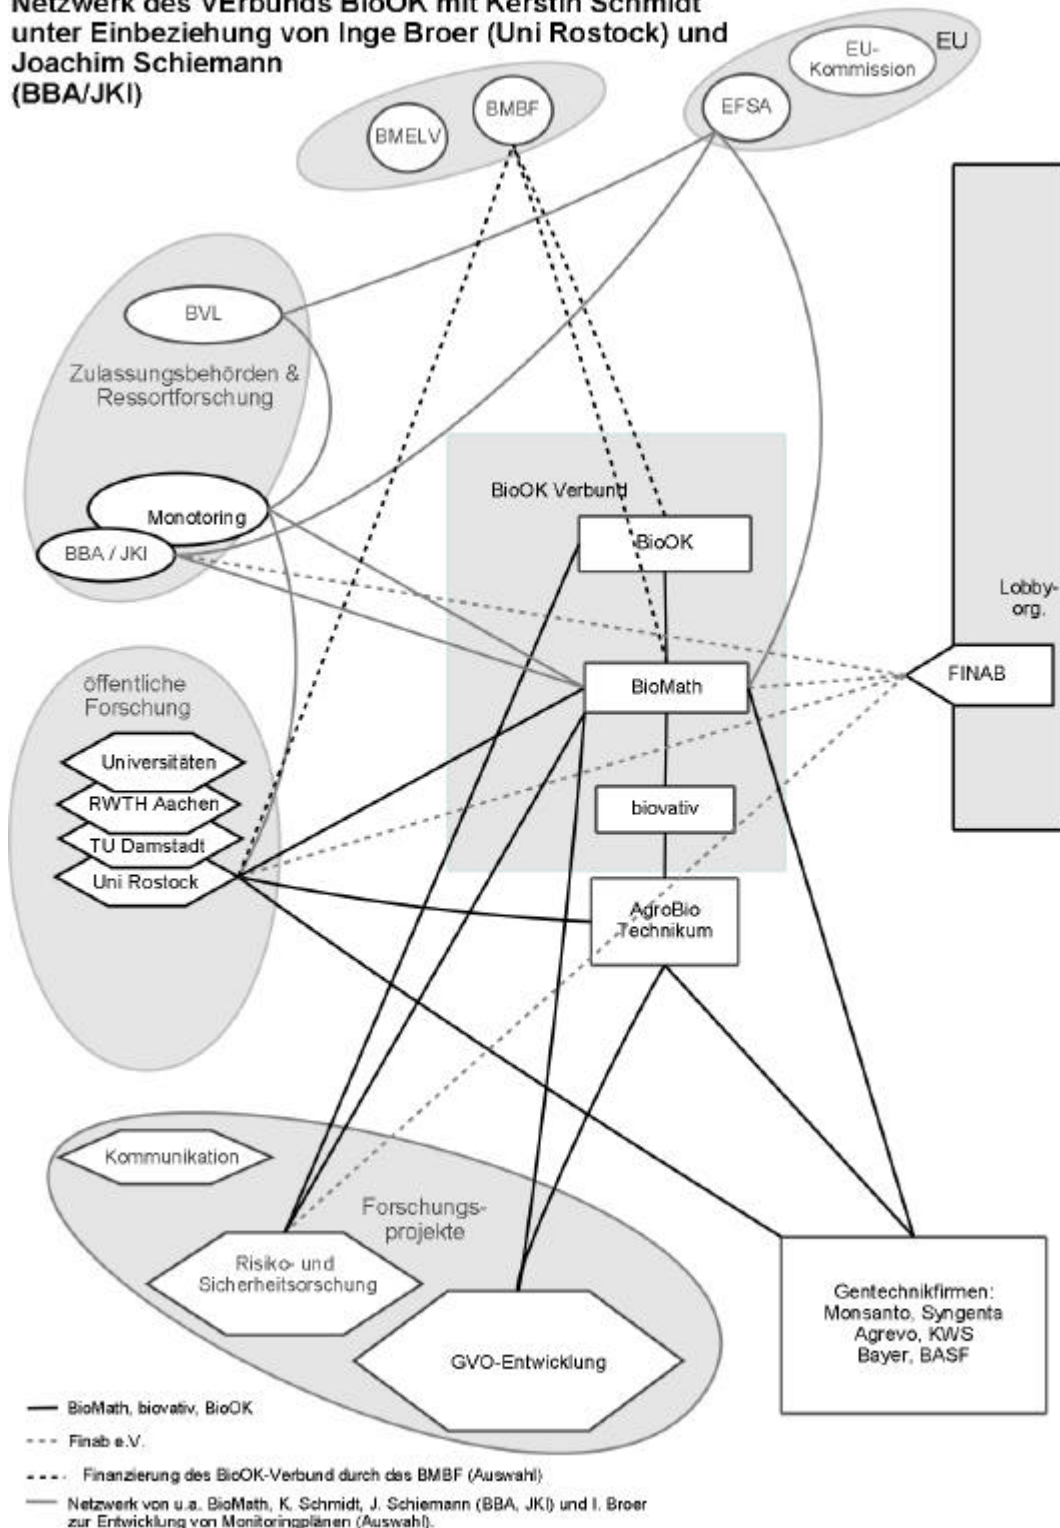 Netzwerk des VErbunds BioOK mit Kerstin Schmidt
unter Einbeziehung von Inge Broer (Uni Rostock) und
Joachim Schiemann
(BBA/JKI)
EU
EU-
Kommission
EFSA
BMBF
BMELV
BVL
Zulassungsbehörden &
Ressortforschung
Monotoring
BBA / JKI
BioOK Verbund
BioOK
Lobby-
org.
FINAB
BioMath
öffentliche
Forschung
Universitäten
RWTH Aachen
TU Damstadt
Uni Rostock
biovativ
AgroBio
Technikum
Kommunikation
Forschungs-
projekte
Risiko- und
Sicherheitsorschung
GVO-Entwicklung
Gentechnikfirmen:
Monsanto, Syngenta
Agrevo, KWS
Bayer, BASF
BioMath, biovativ, BioOK
Finab e.V.
Finanzierung des BioOK-Verbund durch das BMBF (Auswahl)
Netzwerk von u.a. BioMath, K. Schmidt, J. Schiemann (BBA, JKI) und I. Broer
zur Entwicklung von Monitoringplänen (Auswahl).